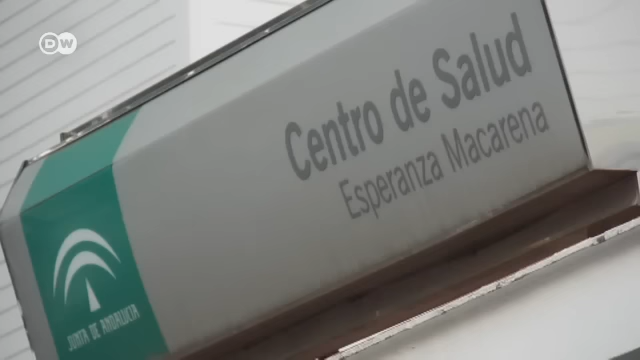 DW
Centro de Salud
Esperanza Macarena
JUNTA DE ANDALUCIA